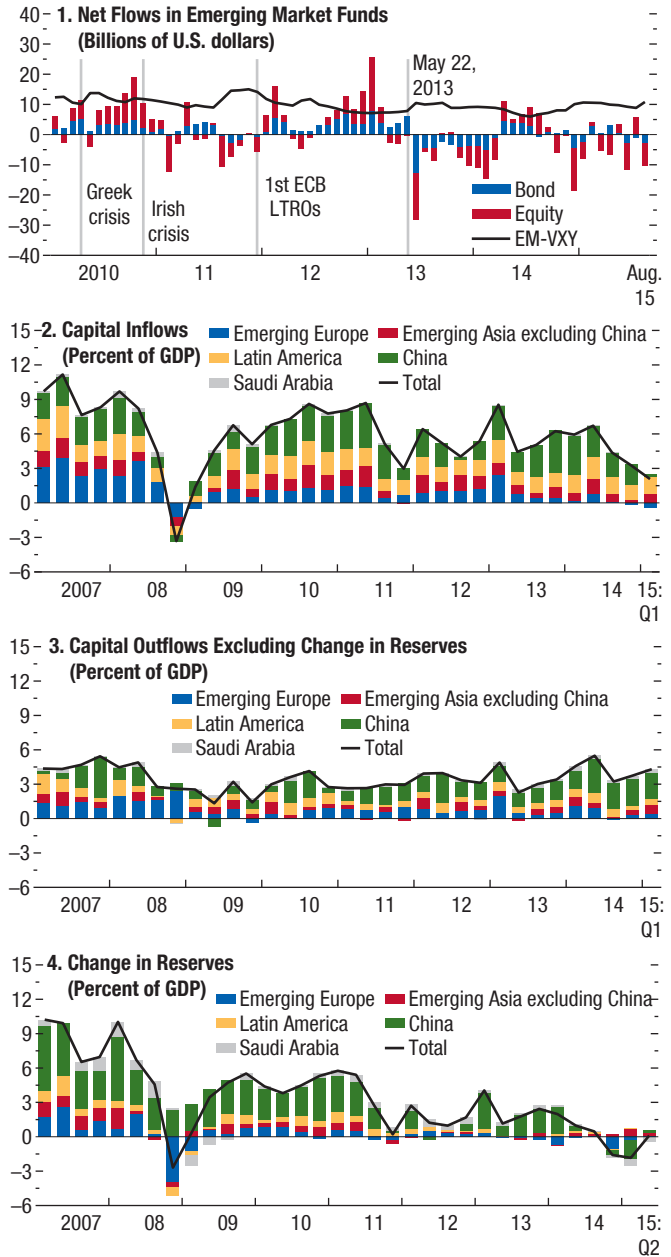 1. Net Flows in Emerging Market Funds
(Billions of U.S. dollars)
40
30
20
10
0
−10
−20
−30
−40
May 22,
2013
Greek
crisis
Irish
crisis
1st ECB
LTROs
Bond
Equity
EM-VXY
2010 11 12 13 14 Aug.
15
2. Capital Inflows
(Percent of GDP)
Emerging Europe Emerging Asia excluding China
Latin America China
Saudi Arabia Total
15
12
9
6
3
0
−3
−6
2007 08 09 10 11 12 13 14 15:
Q1
3. Capital Outflows Excluding Change in Reserves
(Percent of GDP)
Emerging Europe Emerging Asia excluding China
Latin America China
Saudi Arabia Total
15
12
9
6
3
0
−3
−6
2007 08 09 10 11 12 13 14 15:
Q1
4. Change in Reserves
(Percent of GDP)
Emerging Europe Emerging Asia excluding China
Latin America China
Saudi Arabia Total
15
12
9
6
3
0
−3
−6
2007 08 09 10 11 12 13 14 15:
Q2